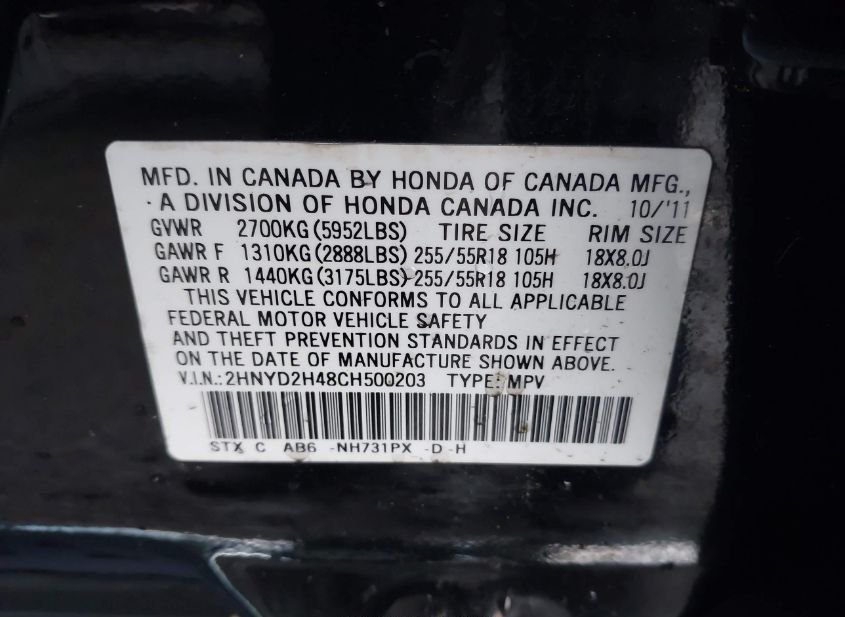 MFD. IN CANADA BY HONDA OF CANADA MFG.,
A DIVISION OF HONDA CANADA INC. 10/'11
GVWR 2700KG(5952LBS) TIRE SIZE RIM SIZE
GAWR F 1310KG(2888LBS) 255/55R18 105H 18X8.0J
GAWR R 1440KG(3175LBS) 255/55R18 105H 18X8.0J
THIS VEHICLE CONFORMS TO ALL APPLICABLE
FEDERAL MOTOR VEHICLE SAFETY
AND THEFT PREVENTION STANDARDS IN EFFECT
ON THE DATE OF MANUFACTURE SHOWN ABOVE.
V.I.N.:2HNYD2H48CH500203 TYPE:MPV
STX C AB6 -NH731PX -D -H